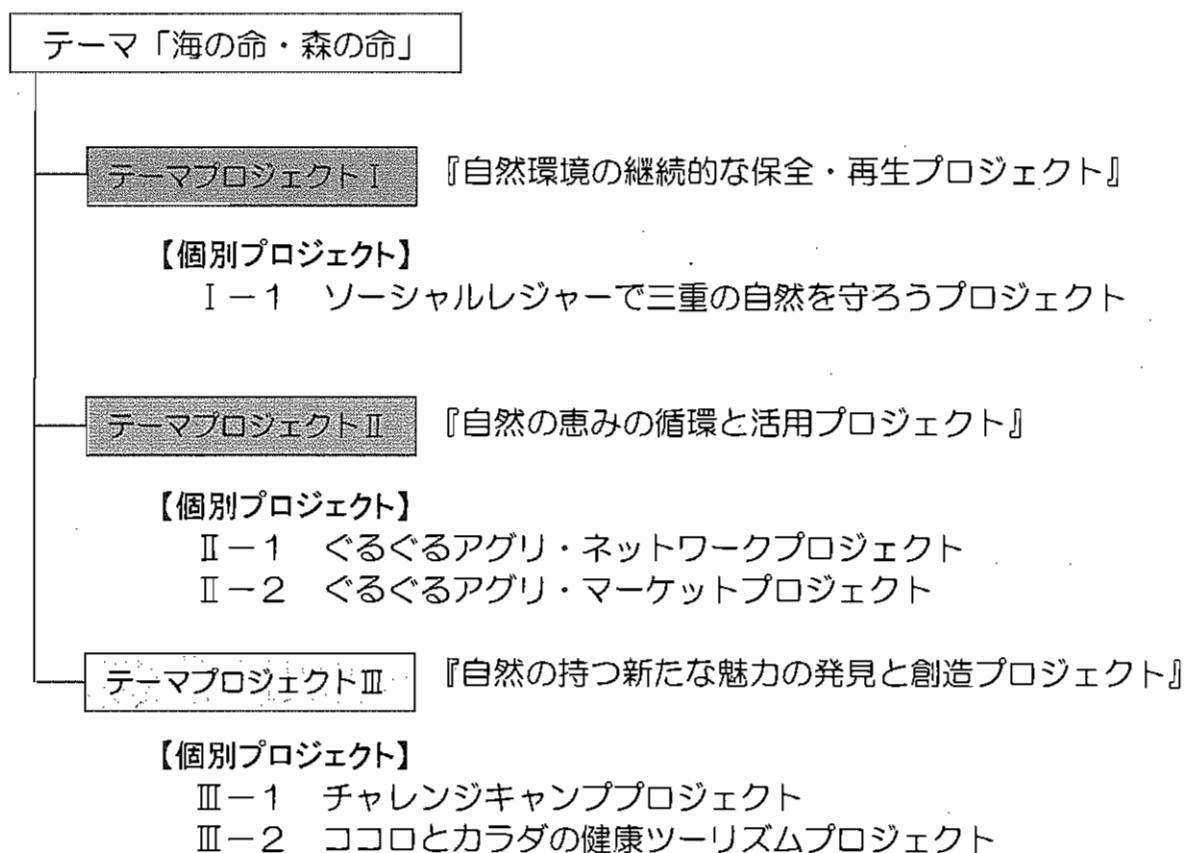 テーマ「海の命・森の命」
テーマプロジェクトⅠ 『自然環境の継続的な保全・再生プロジェクト』
【個別プロジェクト】
Ⅰ－１　ソーシャルレジャーで三重の自然を守ろうプロジェクト
テーマプロジェクトⅡ 『自然の恵みの循環と活用プロジェクト』
【個別プロジェクト】
Ⅱ－１　ぐるぐるアグリ・ネットワークプロジェクト
Ⅱ－２　ぐるぐるアグリ・マーケットプロジェクト
テーマプロジェクトⅢ 『自然の持つ新たな魅力の発見と創造プロジェクト』
【個別プロジェクト】
Ⅲ－１　チャレンジキャンププロジェクト
Ⅲ－２　ココロとカラダの健康ツーリズムプロジェクト